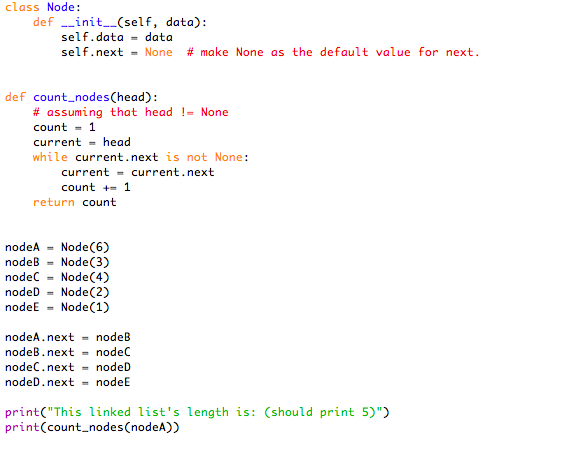 class Node:
    def __init__(self, data):
        self.data = data
        self.next = None  # make None as the default value for next.


def count_nodes(head):
    # assuming that head != None
    count = 1
    current = head
    while current.next is not None:
        current = current.next
        count += 1
    return count


nodeA = Node(6)
nodeB = Node(3)
nodeC = Node(4)
nodeD = Node(2)
nodeE = Node(1)

nodeA.next = nodeB
nodeB.next = nodeC
nodeC.next = nodeD
nodeD.next = nodeE

print("This linked list's length is: (should print 5)")
print(count_nodes(nodeA))